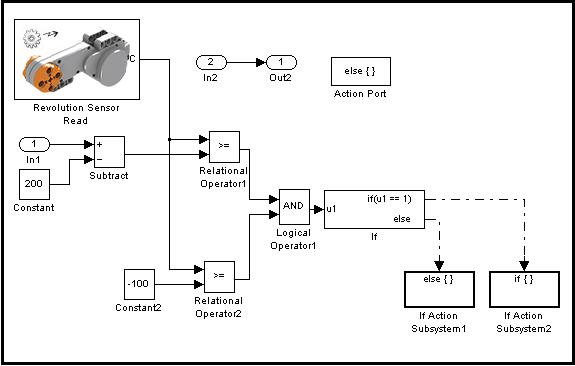 C
Revolution Sensor
Read
2
In2
1
Out2
else { }
Action Port
1
In1
+
−
Subtract
200
Constant
>=
Relational
Operator1
AND
Logical
Operator1
u1
if(u1 == 1)
else
If
-100
Constant2
>=
Relational
Operator2
else { }
If Action
Subsystem1
if { }
If Action
Subsystem2